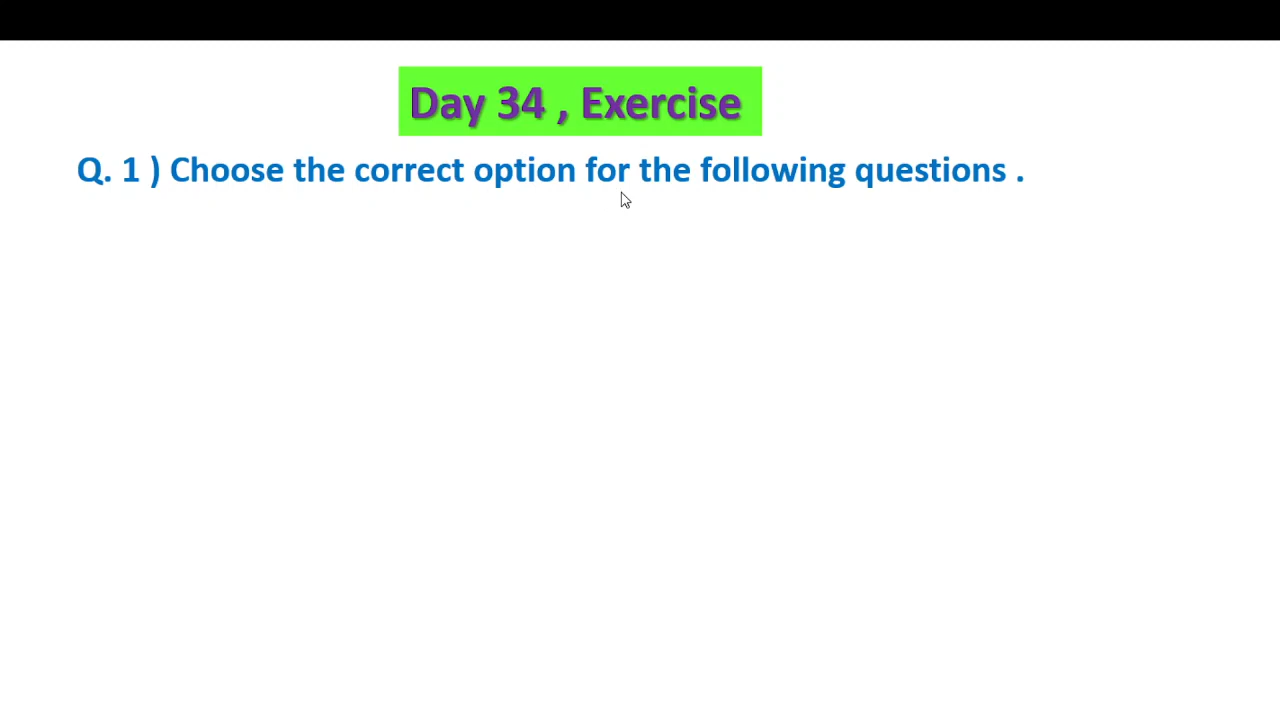 Day 34 , Exercise
Q. 1 ) Choose the correct option for the following questions .